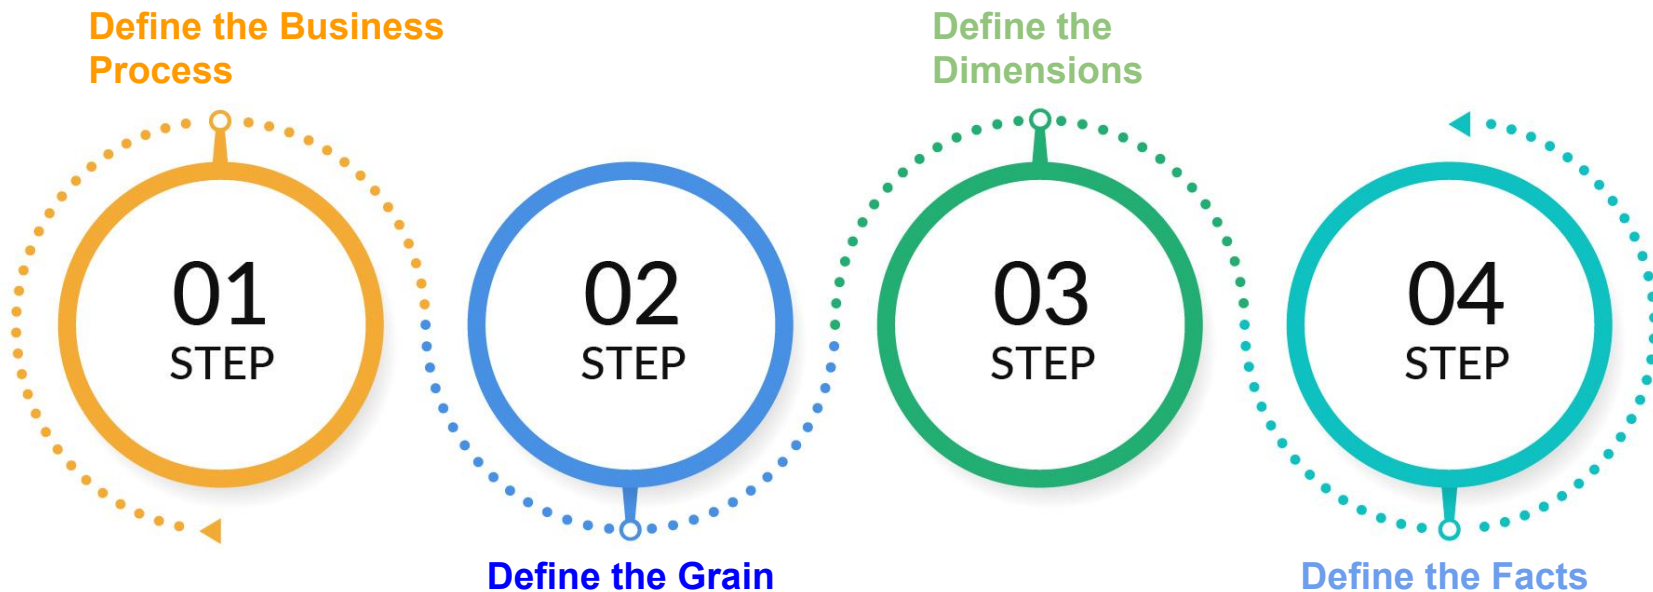 Define the Business
Process
01
STEP
02
STEP
Define the Grain
Define the
Dimensions
03
STEP
04
STEP
Define the Facts